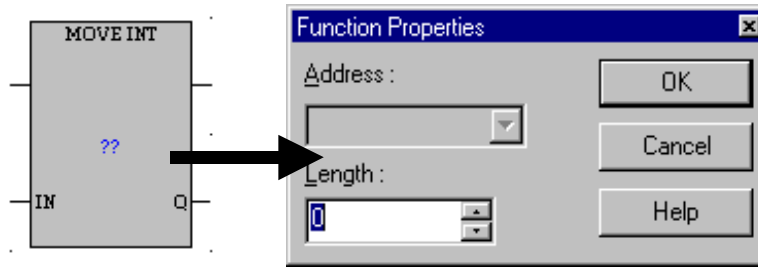 MOVE INT
??
IN Q
Function Properties
Address :
Length :
0
OK
Cancel
Help